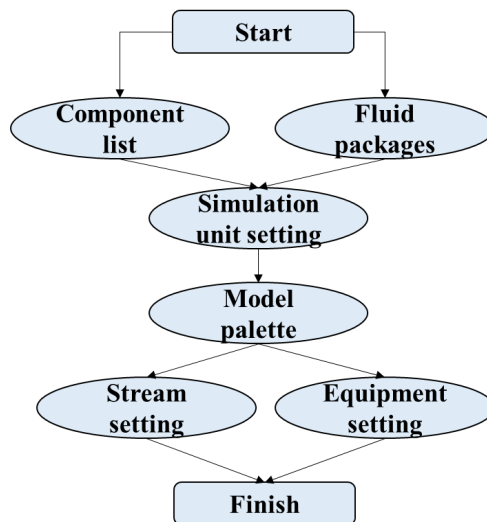 Start
Component
list
Fluid
packages
Simulation
unit setting
Model
palette
Stream
setting
Equipment
setting
Finish